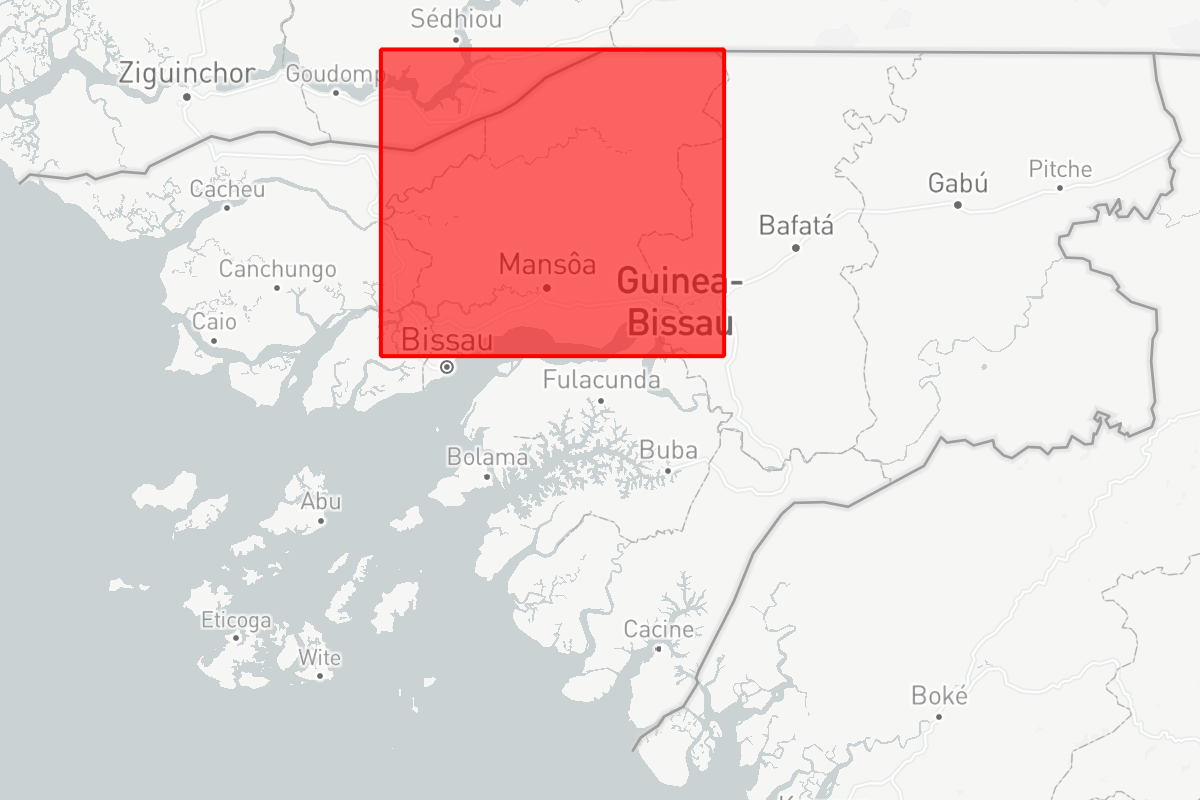 Sédhiou
Ziguinchor
Goudomp
Pitche
Gabú
Cacheu
Bafatá
Mansôa
Canchungo
Guinea-
Bissau
Caio
Bissau
Fulacunda
Buba
Bolama
Abu
Eticoga
Cacine
Wite
Boké